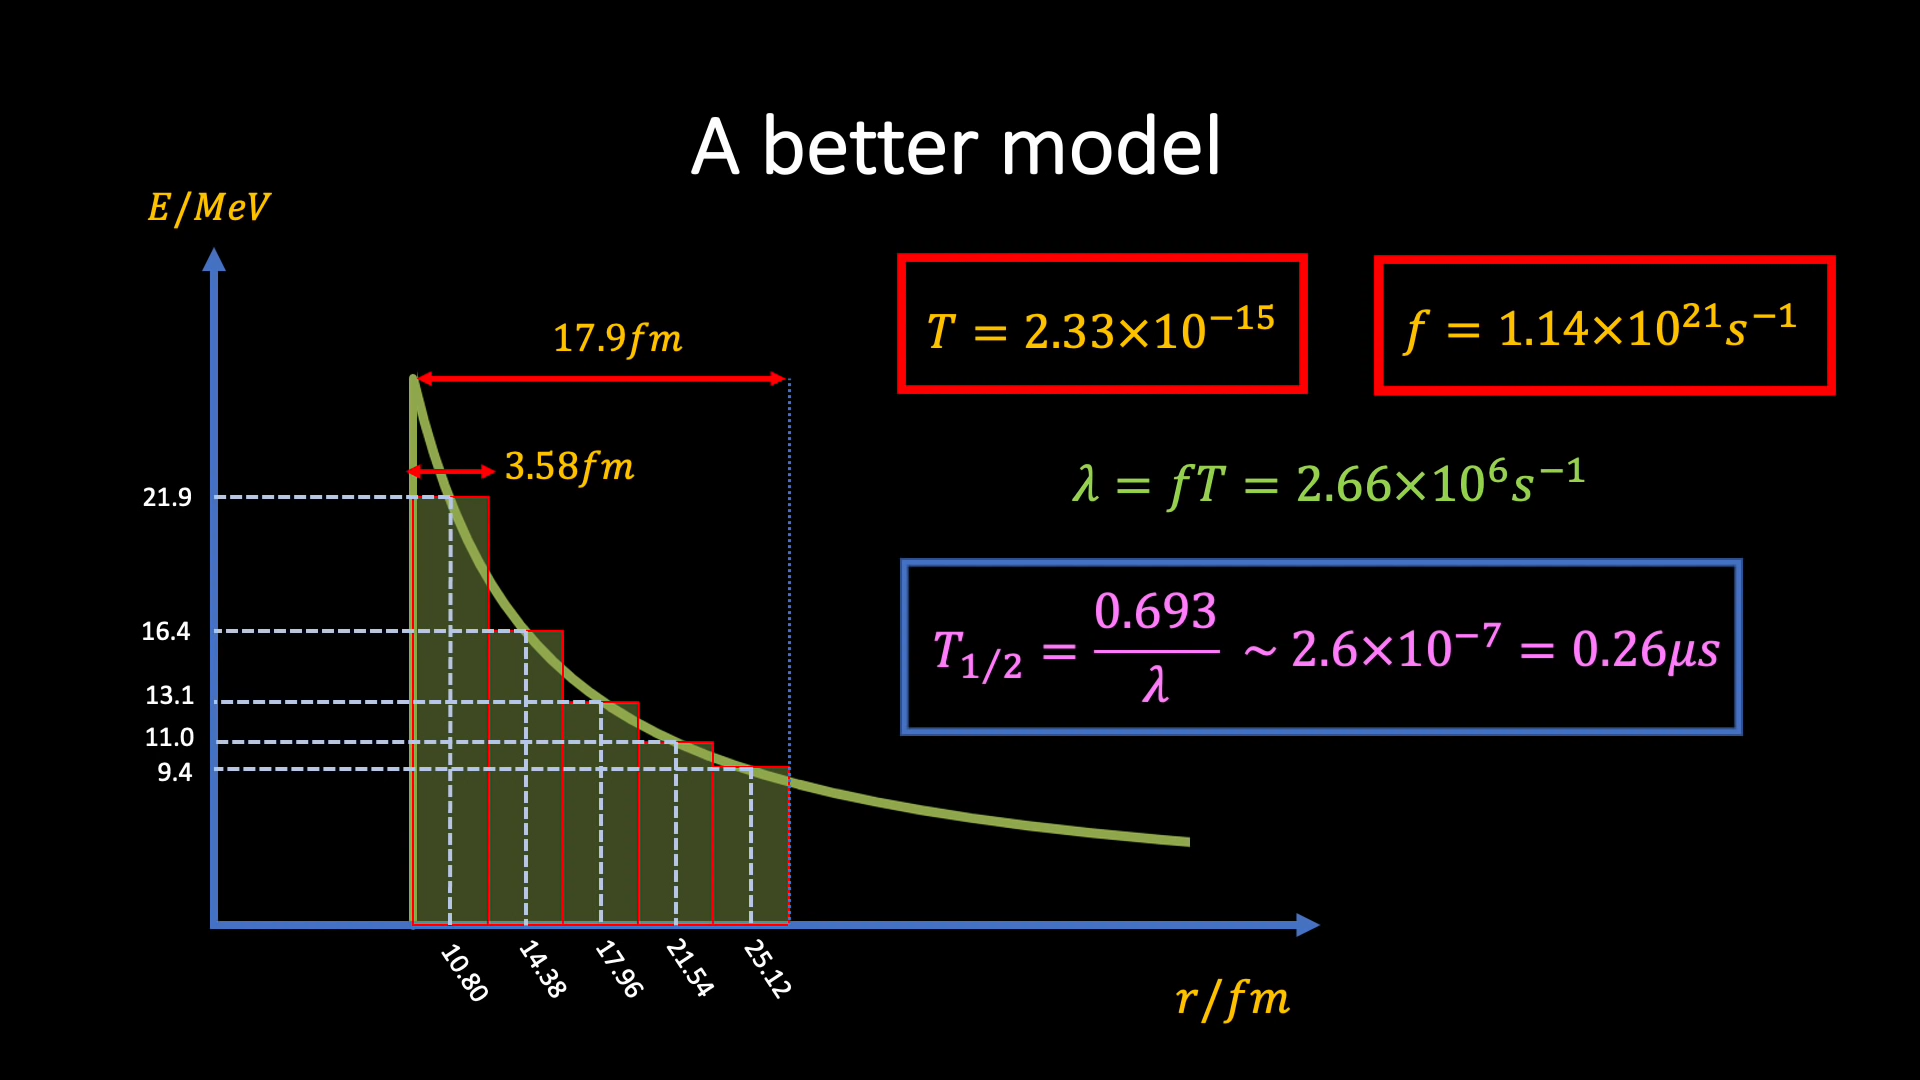 A better model
E/MeV
17.9fm
3.58fm
21.9
16.4
13.1
11.0
9.4
10.80
14.38
17.96
21.54
25.12
r/fm
T = 2.33×10⁻¹⁵
f = 1.14×10²¹s⁻¹
λ = fT = 2.66×10⁶s⁻¹
T₁/₂ = 0.693/λ ~ 2.6×10⁻⁷ = 0.26μs